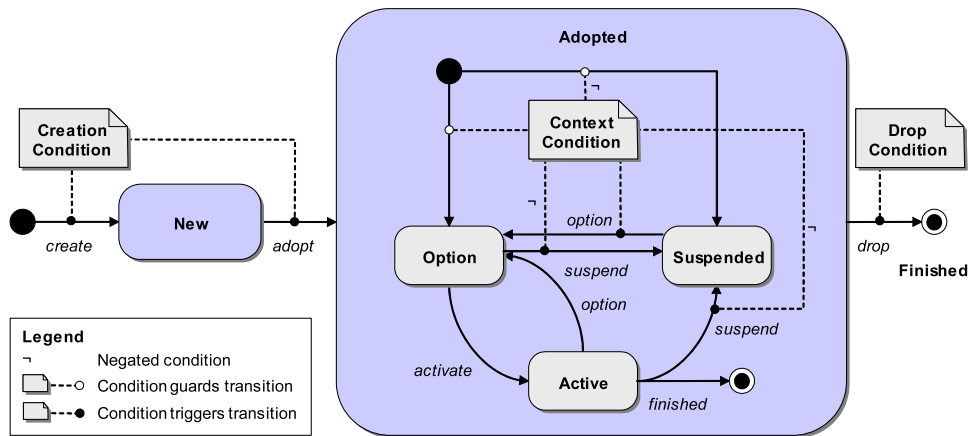 Adopted
Creation
Condition
Context
Condition
Drop
Condition
¬
¬
¬
New
create
adopt
option
suspend
Option
Suspended
option
suspend
activate
Active
finished
drop
Finished
Legend
¬ Negated condition
Condition guards transition
Condition triggers transition